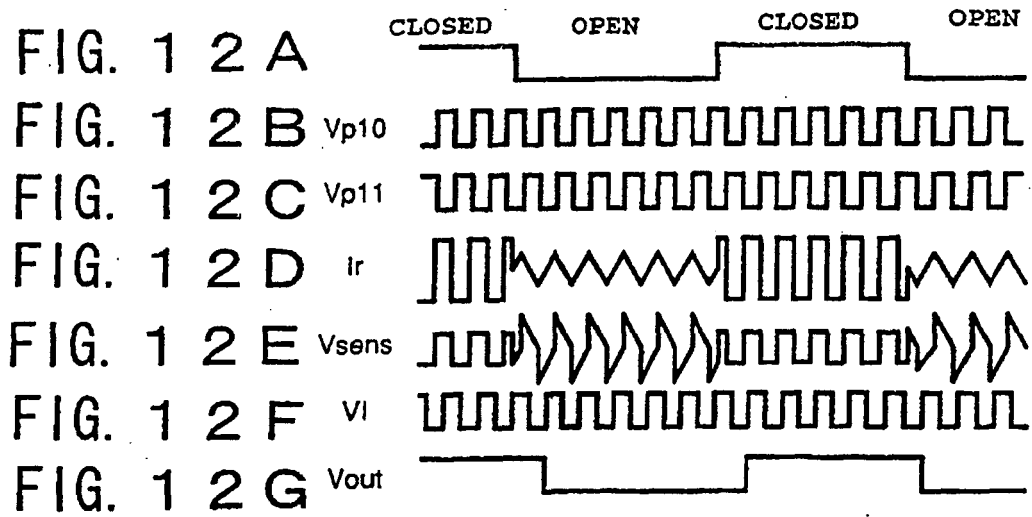 CLOSED OPEN CLOSED OPEN
FIG. 12A
FIG. 12B Vp10
FIG. 12C Vp11
FIG. 12D Ir
FIG. 12E Vsens
FIG. 12F VI
FIG. 12G Vout